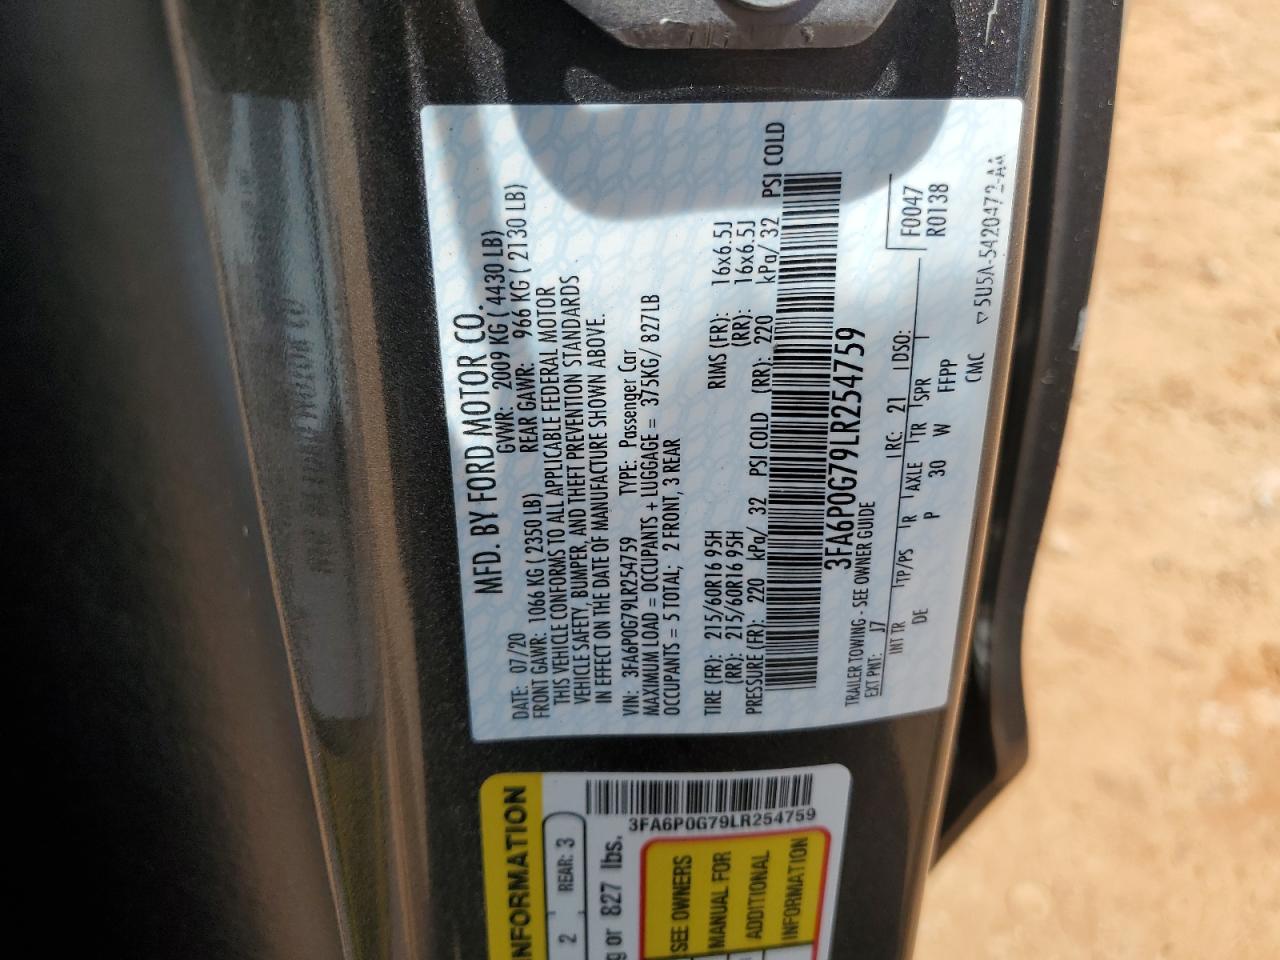 MFD. BY FORD MOTOR CO.
DATE: 07/20 GVWR: 2009 KG ( 4430 LB)
FRONT GAWR: 1066 KG ( 2350 LB) REAR GAWR: 966 KG ( 2130 LB)
THIS VEHICLE CONFORMS TO ALL APPLICABLE FEDERAL MOTOR
VEHICLE SAFETY, BUMPER, AND THEFT PREVENTION STANDARDS
IN EFFECT ON THE DATE OF MANUFACTURE SHOWN ABOVE.
VIN: 3FA6P0G79LR254759 TYPE: Passenger Car
MAXIMUM LOAD = OCCUPANTS + LUGGAGE = 375KG/ 827LB
OCCUPANTS = 5 TOTAL; 2 FRONT, 3 REAR
TIRE (FR): 215/60R16 95H RIMS (FR): 16x6.5J
(RR): 215/60R16 95H (RR): 16x6.5J
PRESSURE (FR): 220 kPa/ 32 PSI COLD (RR): 220 kPa/ 32 PSI COLD
3FA6P0G79LR254759
TRAILER TOWING - SEE OWNER GUIDE
EXT PNT: J7 RC: 21 DSO: F0047
R0138
INT TR TP/PS R AXLE TR SPR T
DE P 30 W FFPP
CMC
5U5A-5420472-AA
INFORMATION
2 REAR: 3
3FA6P0G79LR254759
g or 827 lbs.
SEE OWNERS
MANUAL FOR
ADDITIONAL
INFORMATION